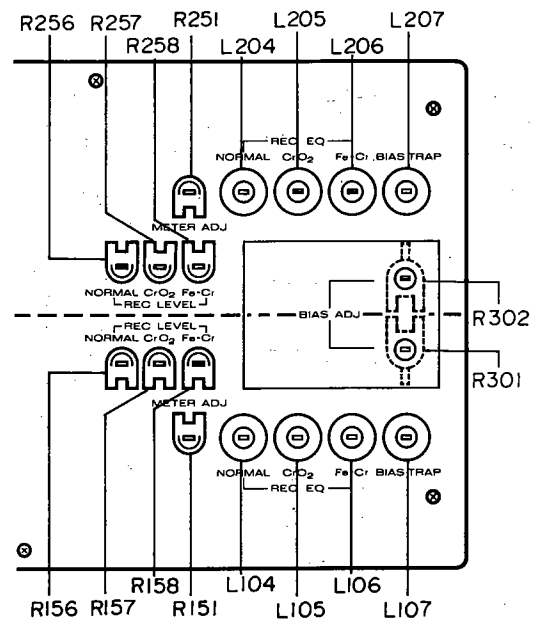 R256 R257 R251 L205 L207
R258 L204 L206
REC EQ
NORMAL CrO₂ Fe-Cr BIAS TRAP
METER ADJ
NORMAL CrO₂ Fe-Cr
REC LEVEL
BIAS ADJ
R302
REC LEVEL
NORMAL CrO₂ Fe-Cr
R301
METER ADJ
NORMAL CrO₂ Fe-Cr BIAS TRAP
REC EQ
R158 L104 L106
R156 R157 R151 L105 L107